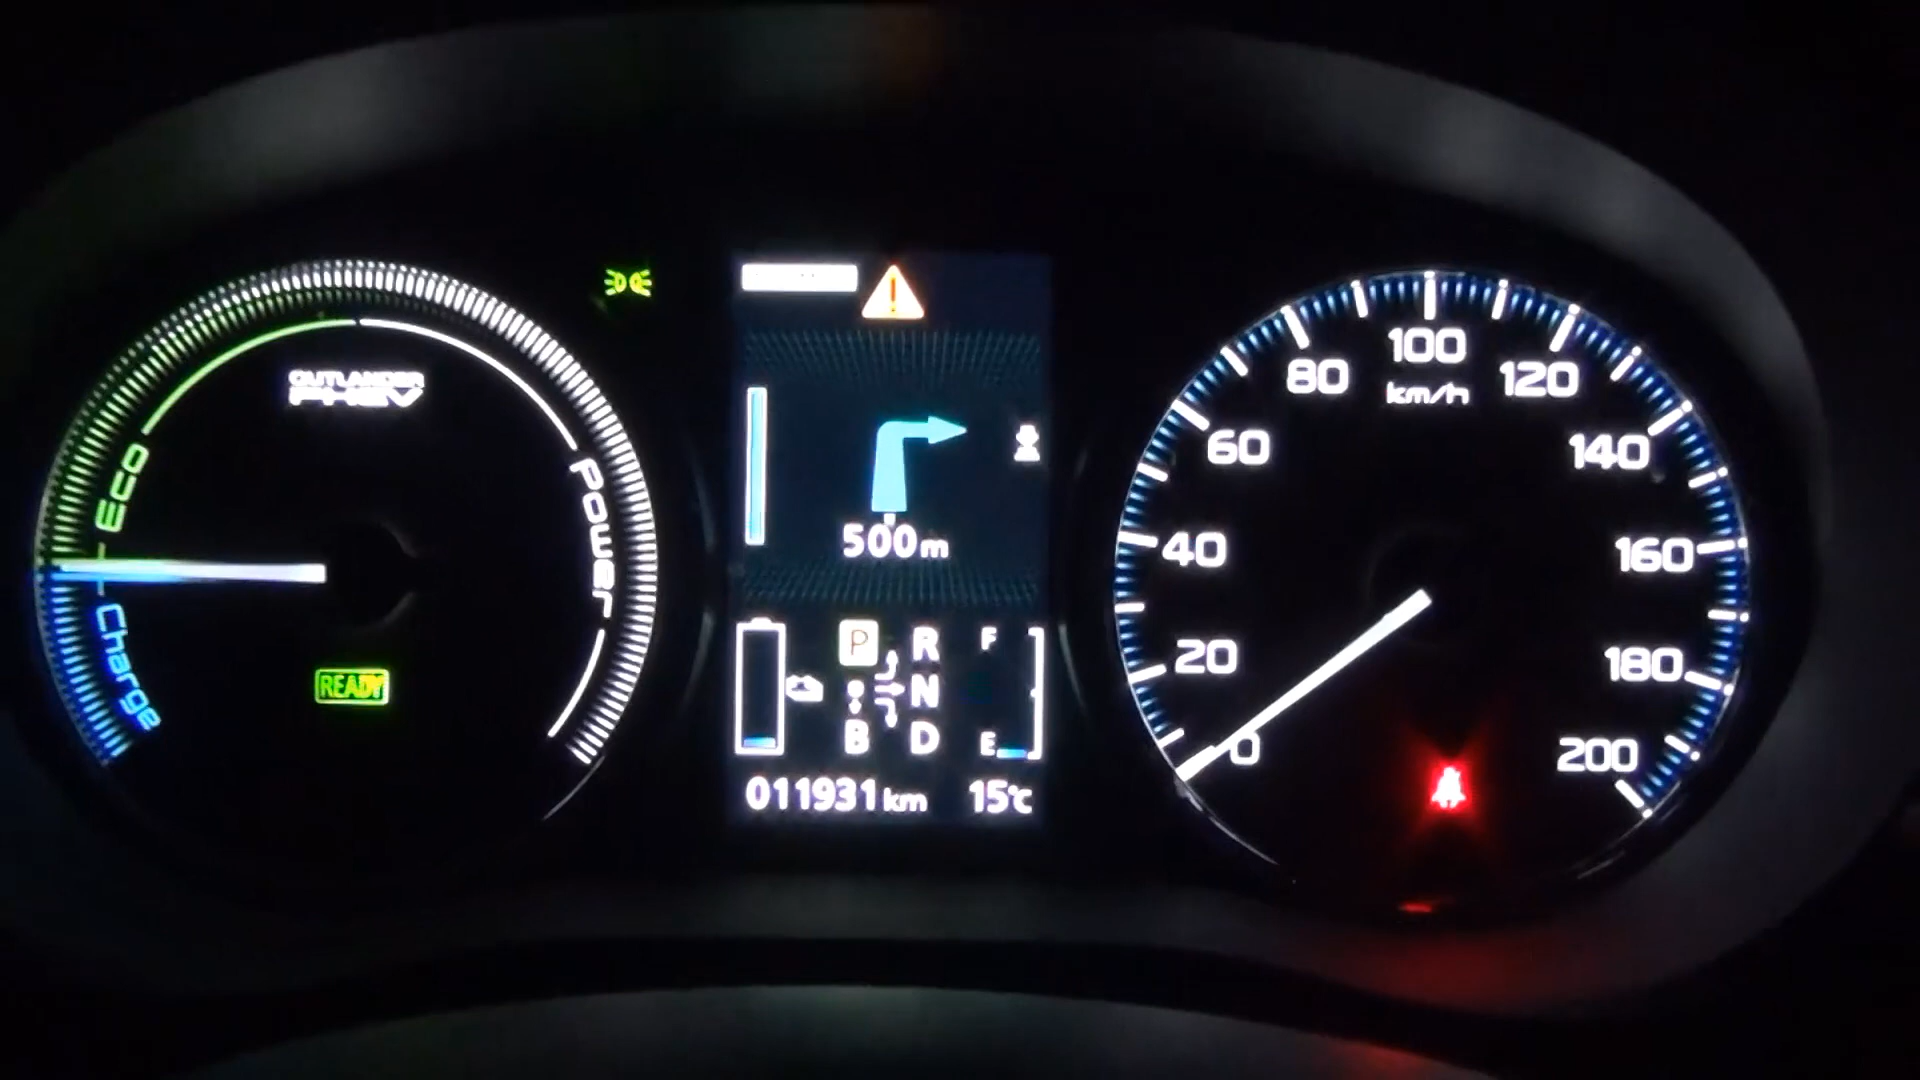 OUTLANDER
PHEV
Eco
Charge
Power
READY
500m
P
R
N
B
D
F
E
011931km
15℃
0
20
40
60
80
100
120
140
160
180
200
km/h